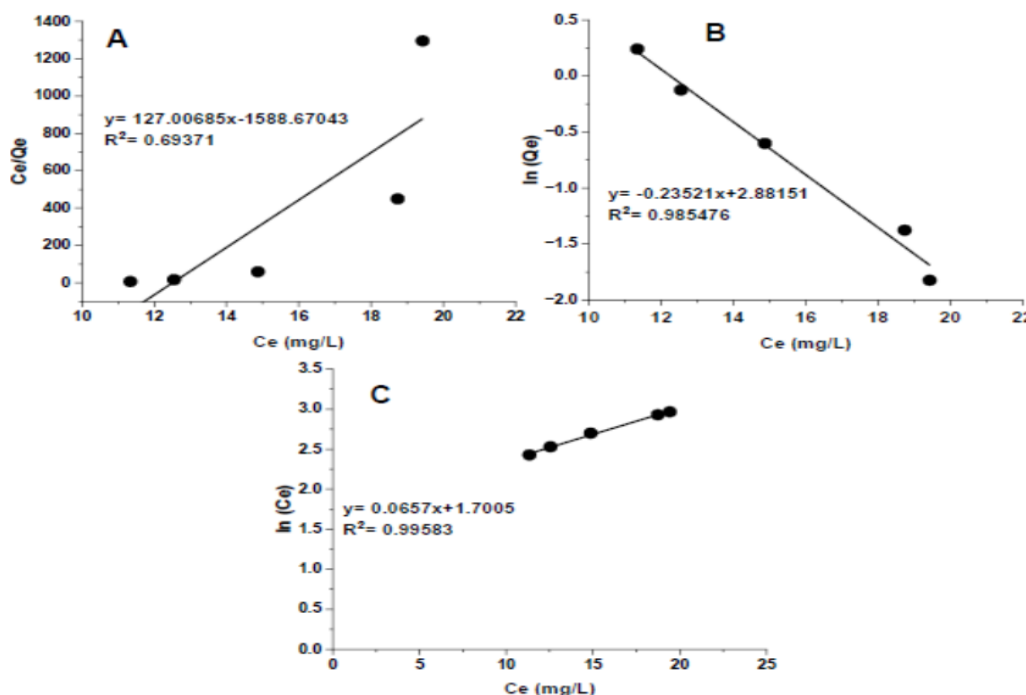 A
1400
1200
1000
800
600
400
200
0
Ce/Qe
y= 127.00685x-1588.67043
R²= 0.69371
10 12 14 16 18 20 22
Ce (mg/L)
B
0.5
0.0
−0.5
−1.0
−1.5
−2.0
ln (Qe)
y= -0.23521x+2.88151
R²= 0.985476
10 12 14 16 18 20 22
Ce (mg/L)
C
3.5
3.0
2.5
2.0
1.5
1.0
0.5
0.0
ln (Ce)
y= 0.0657x+1.7005
R²= 0.99583
0 5 10 15 20 25
Ce (mg/L)